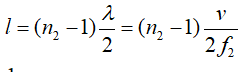 l = (n₂ − 1) λ/2 = (n₂ − 1) v/(2f₂)